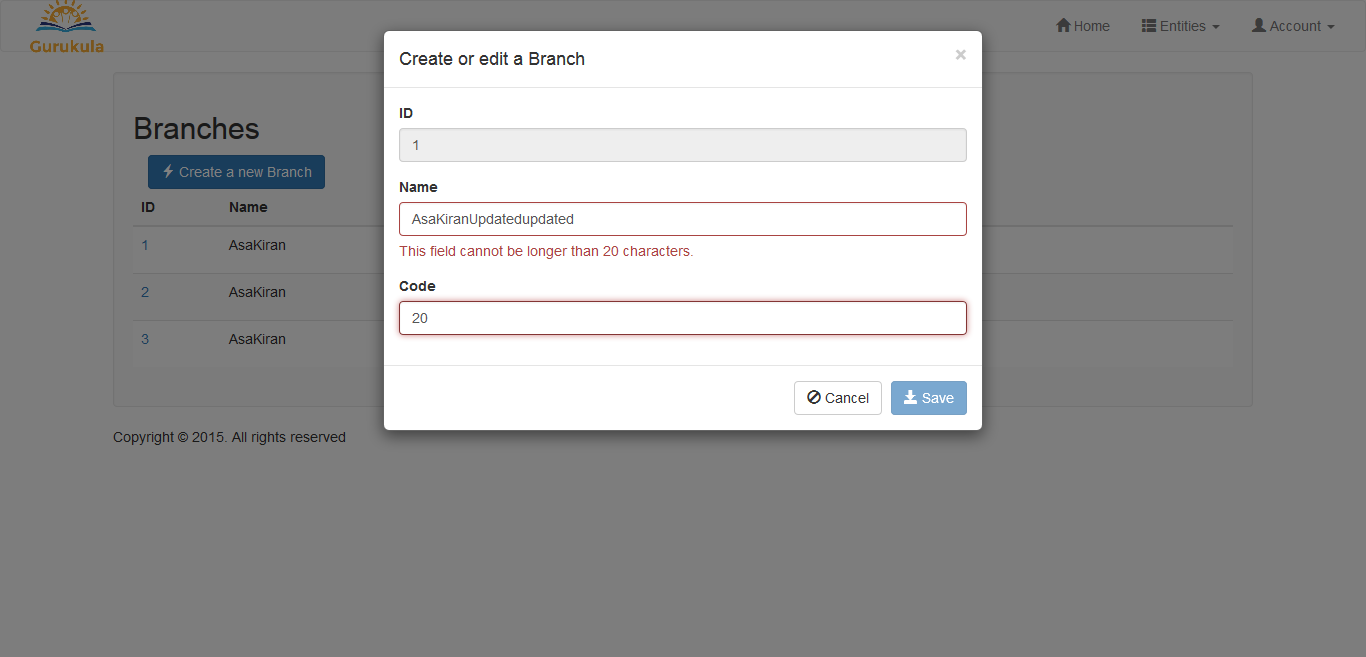 Gurukula
Home
Entities
Account
Create or edit a Branch
×
ID
1
Name
AsaKiranUpdatedupdated
This field cannot be longer than 20 characters.
Code
20
Cancel
Save
Branches
Create a new Branch
ID Name
1 AsaKiran
2 AsaKiran
3 AsaKiran
Copyright © 2015. All rights reserved